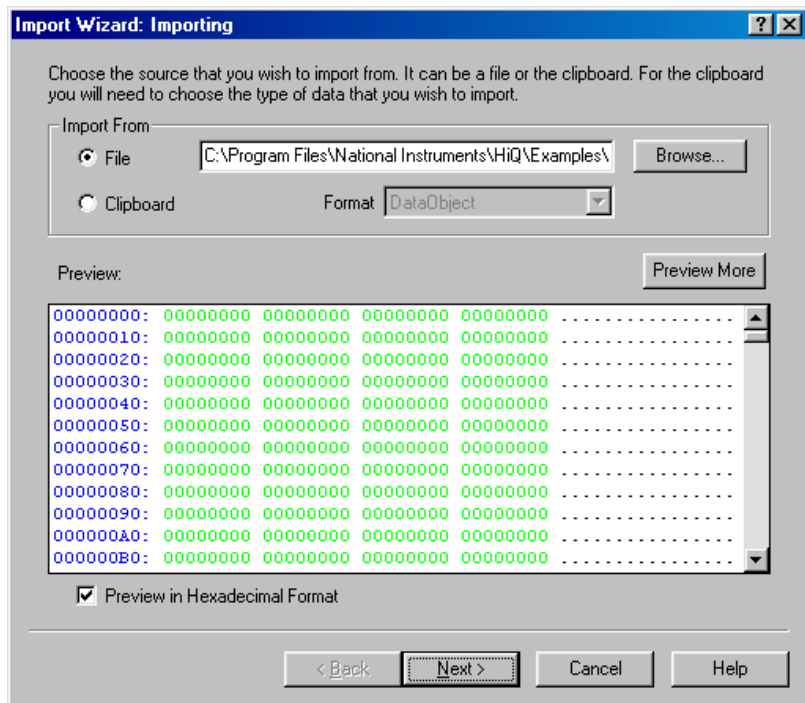 Import Wizard: Importing
Choose the source that you wish to import from. It can be a file or the clipboard. For the clipboard
you will need to choose the type of data that you wish to import.
Import From
File C:\Program Files\National Instruments\HiQ\Examples\ Browse...
Clipboard Format DataObject
Preview: Preview More
00000000: 00000000 00000000 00000000 00000000 ................
00000010: 00000000 00000000 00000000 00000000 ................
00000020: 00000000 00000000 00000000 00000000 ................
00000030: 00000000 00000000 00000000 00000000 ................
00000040: 00000000 00000000 00000000 00000000 ................
00000050: 00000000 00000000 00000000 00000000 ................
00000060: 00000000 00000000 00000000 00000000 ................
00000070: 00000000 00000000 00000000 00000000 ................
00000080: 00000000 00000000 00000000 00000000 ................
00000090: 00000000 00000000 00000000 00000000 ................
000000A0: 00000000 00000000 00000000 00000000 ................
000000B0: 00000000 00000000 00000000 00000000 ................
Preview in Hexadecimal Format
< Back Next > Cancel Help